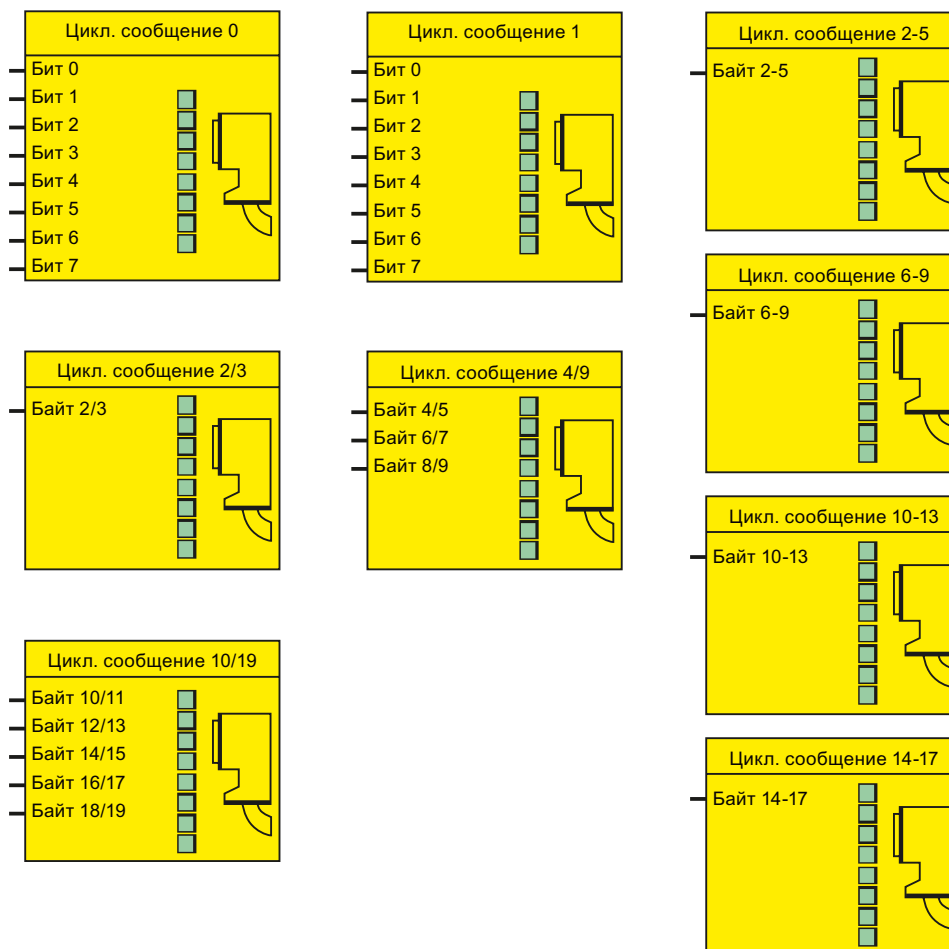 Цикл. сообщение 0
Бит 0
Бит 1
Бит 2
Бит 3
Бит 4
Бит 5
Бит 6
Бит 7
Цикл. сообщение 1
Бит 0
Бит 1
Бит 2
Бит 3
Бит 4
Бит 5
Бит 6
Бит 7
Цикл. сообщение 2-5
Байт 2-5
Цикл. сообщение 6-9
Байт 6-9
Цикл. сообщение 2/3
Байт 2/3
Цикл. сообщение 4/9
Байт 4/5
Байт 6/7
Байт 8/9
Цикл. сообщение 10-13
Байт 10-13
Цикл. сообщение 10/19
Байт 10/11
Байт 12/13
Байт 14/15
Байт 16/17
Байт 18/19
Цикл. сообщение 14-17
Байт 14-17